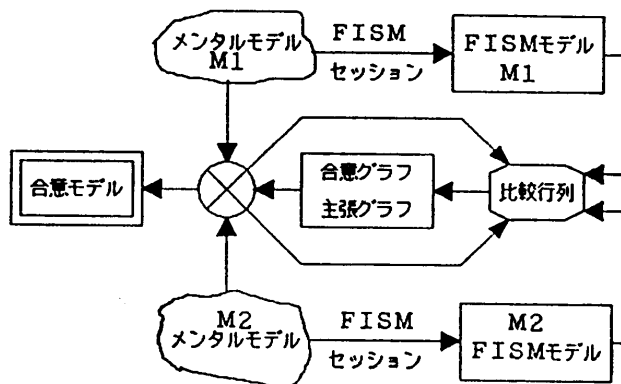 メンタルモデル
M1
FISM
セッション
FISMモデル
M1
合意モデル
合意グラフ
主張グラフ
比較行列
M2
メンタルモデル
FISM
セッション
M2
FISMモデル